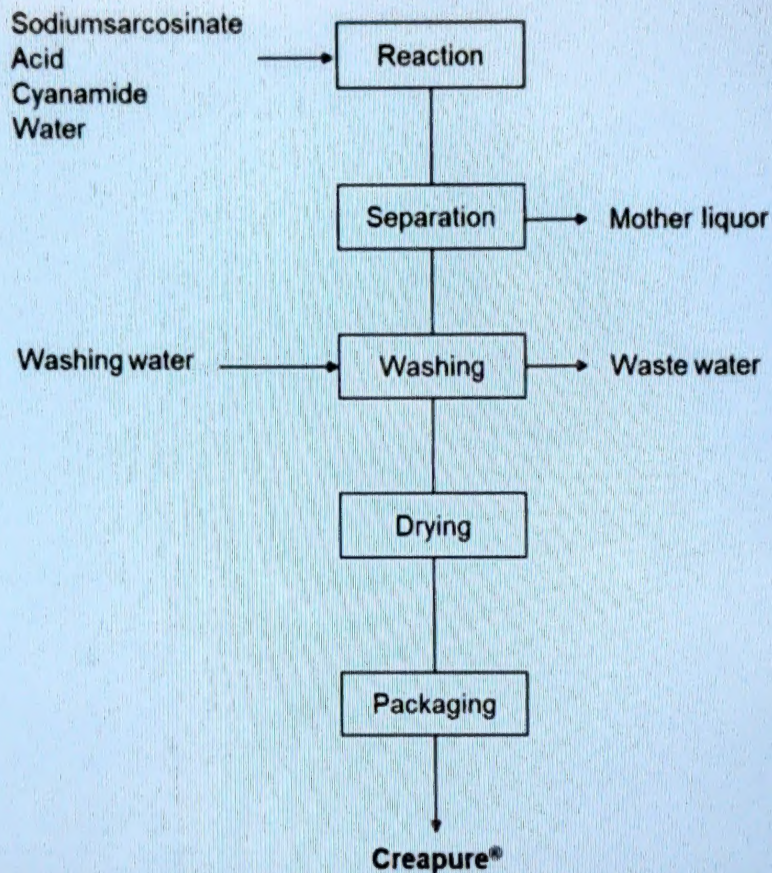 Sodiumsarcosinate
Acid
Cyanamide
Water
Reaction
Separation
Mother liquor
Washing water
Washing
Waste water
Drying
Packaging
Creapure®